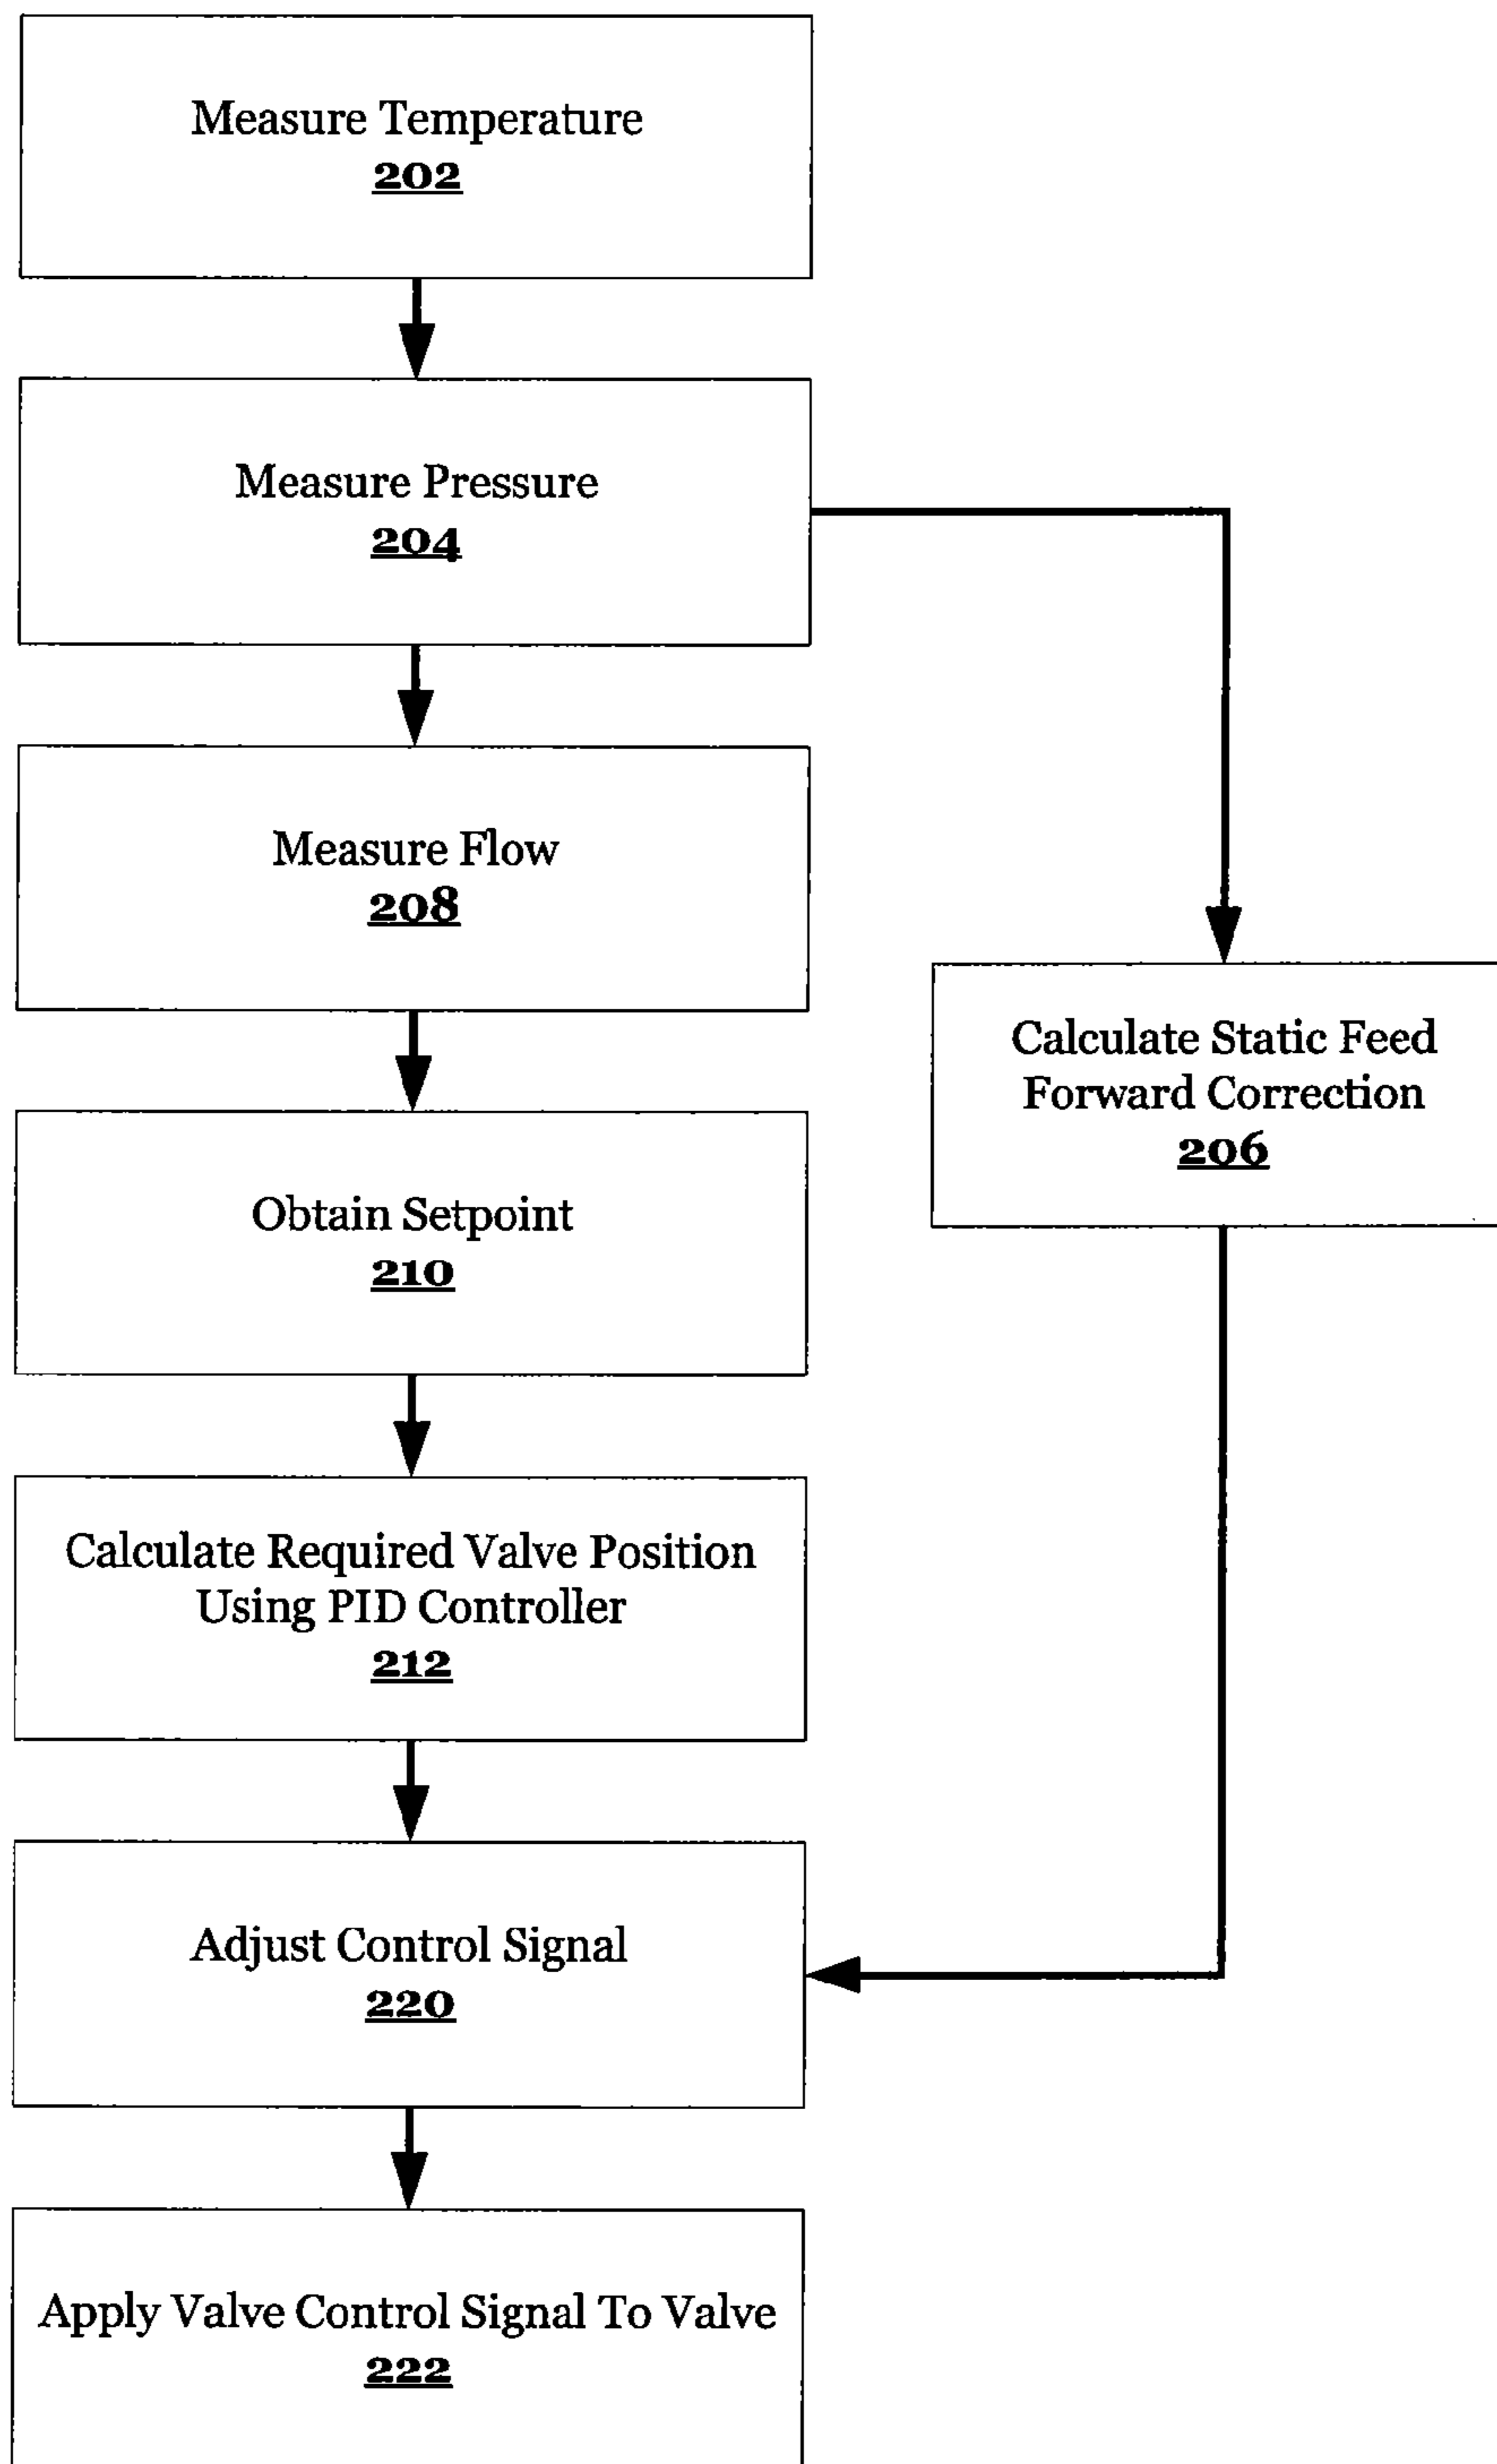 Measure Temperature
202
Measure Pressure
204
Measure Flow
208
Calculate Static Feed
Forward Correction
206
Obtain Setpoint
210
Calculate Required Valve Position
Using PID Controller
212
Adjust Control Signal
220
Apply Valve Control Signal To Valve
222